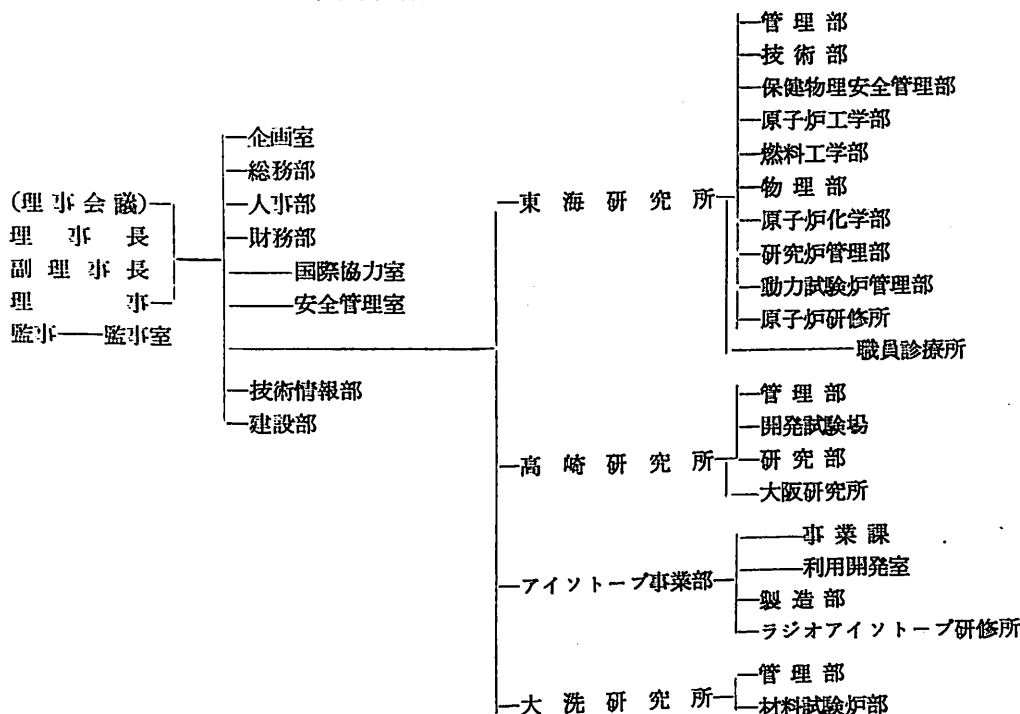 (理事会議)
理事長
副理事長
理事
監事――監事室
企画室
総務部
人事部
財務部
国際協力室
安全管理室
技術情報部
建設部
東海研究所
管理部
技術部
保健物理安全管理部
原子炉工学部
燃料工学部
物理部
原子炉化学部
研究炉管理部
動力試験炉管理部
原子炉研修所
職員診療所
高崎研究所
管理部
開発試験場
研究部
大阪研究所
アイソトープ事業部
事業課
利用開発室
製造部
ラジオアイソトープ研修所
大洗研究所
管理部
材料試験炉部